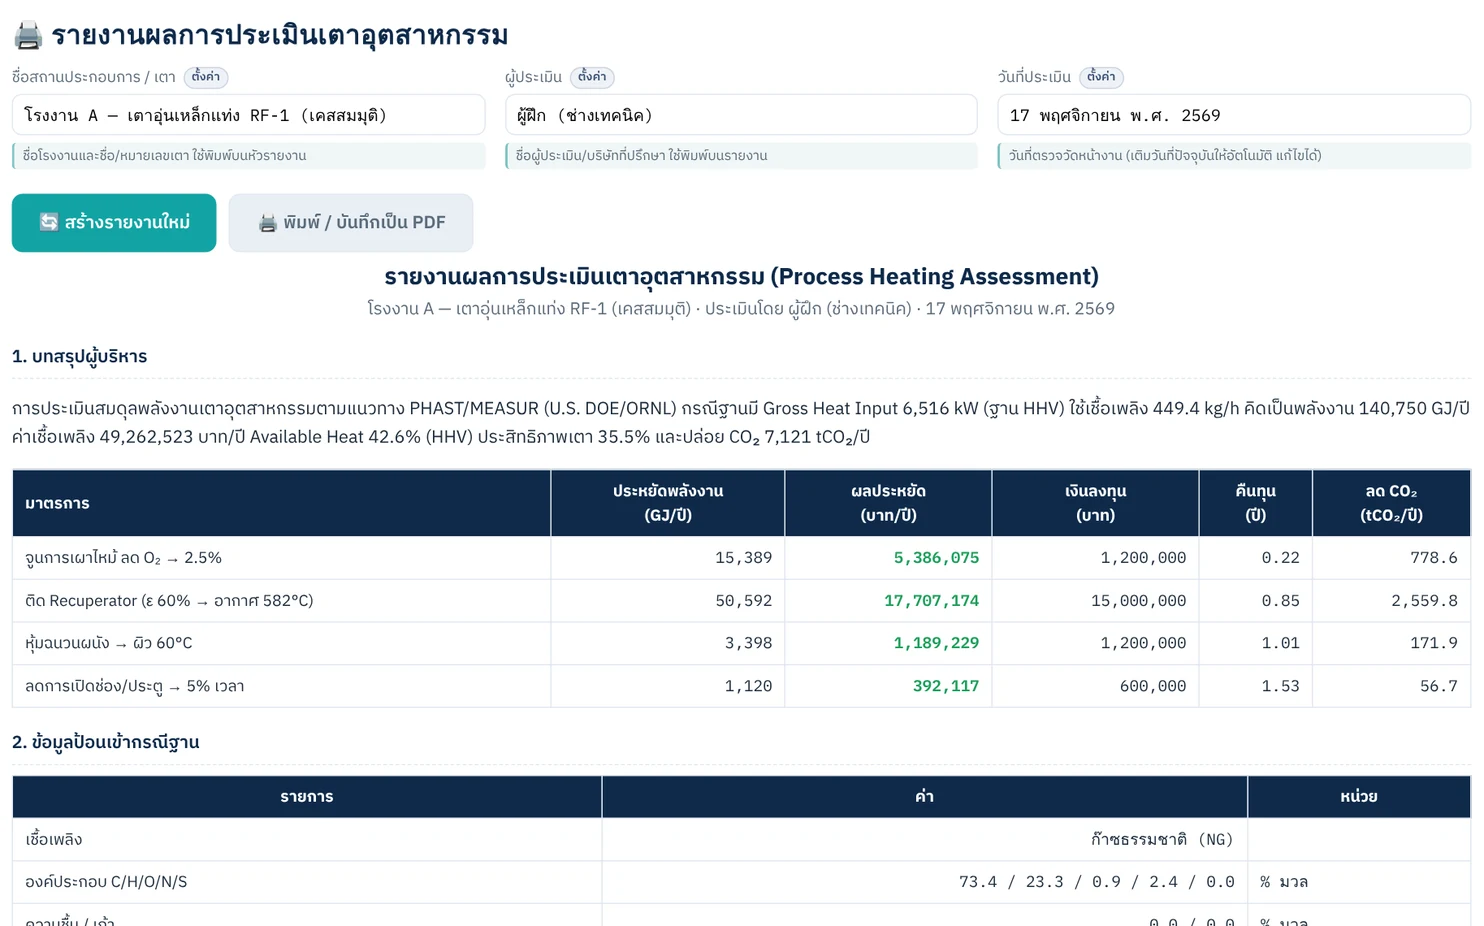 🖨️ รายงานผลการประเมินเตาอุตสาหกรรม
ชื่อสถานประกอบการ / เตา ตั้งค่า
ผู้ประเมิน ตั้งค่า
วันที่ประเมิน ตั้งค่า
โรงงาน A — เตาอุ่นเหล็กแท่ง RF-1 (เคสสมมุติ)
ผู้ฝึก (ช่างเทคนิค)
17 พฤศจิกายน พ.ศ. 2569
ชื่อโรงงานและชื่อ/หมายเลขเตา ใช้พิมพ์บนหัวรายงาน
ชื่อผู้ประเมิน/บริษัทที่ปรึกษา ใช้พิมพ์บนรายงาน
วันที่ตรวจวัดหน้างาน (เติมวันที่ปัจจุบันให้อัตโนมัติ แก้ไขได้)
🔄 สร้างรายงานใหม่
🖨️ พิมพ์ / บันทึกเป็น PDF
รายงานผลการประเมินเตาอุตสาหกรรม (Process Heating Assessment)
โรงงาน A — เตาอุ่นเหล็กแท่ง RF-1 (เคสสมมุติ) · ประเมินโดย ผู้ฝึก (ช่างเทคนิค) · 17 พฤศจิกายน พ.ศ. 2569
1. บทสรุปผู้บริหาร
การประเมินสมดุลพลังงานเตาอุตสาหกรรมตามแนวทาง PHAST/MEASUR (U.S. DOE/ORNL) กรณีฐานมี Gross Heat Input 6,516 kW (ฐาน HHV) ใช้เชื้อเพลิง 449.4 kg/h คิดเป็นพลังงาน 140,750 GJ/ปี
ค่าเชื้อเพลิง 49,262,523 บาท/ปี Available Heat 42.6% (HHV) ประสิทธิภาพเตา 35.5% และปล่อย CO₂ 7,121 tCO₂/ปี
มาตรการ ประหยัดพลังงาน (GJ/ปี) ผลประหยัด (บาท/ปี) เงินลงทุน (บาท) คืนทุน (ปี) ลด CO₂ (tCO₂/ปี)
จูนการเผาไหม้ ลด O₂ → 2.5% 15,389 5,386,075 1,200,000 0.22 778.6
ติด Recuperator (ε 60% → อากาศ 582°C) 50,592 17,707,174 15,000,000 0.85 2,559.8
หุ้มฉนวนผนัง → ผิว 60°C 3,398 1,189,229 1,200,000 1.01 171.9
ลดการเปิดช่อง/ประตู → 5% เวลา 1,120 392,117 600,000 1.53 56.7
2. ข้อมูลป้อนเข้ากรณีฐาน
รายการ ค่า หน่วย
เชื้อเพลิง ก๊าซธรรมชาติ (NG)
องค์ประกอบ C/H/O/N/S 73.4 / 23.3 / 0.9 / 2.4 / 0.0 % มวล
ความชื้น / เถ้า 0.0 / 0.0 % มวล